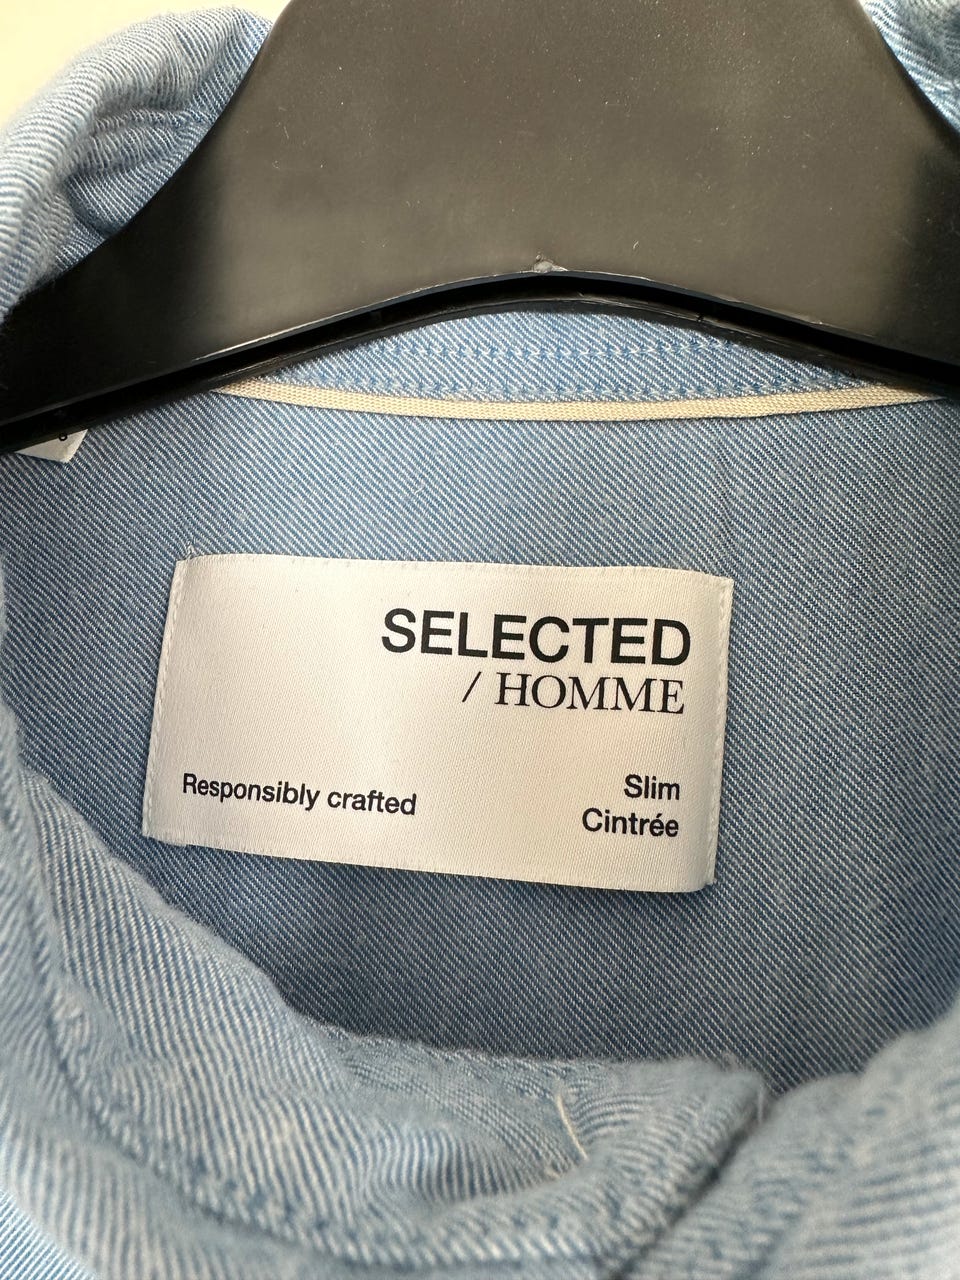 SELECTED
/ HOMME
Responsibly crafted
Slim
Cintrée